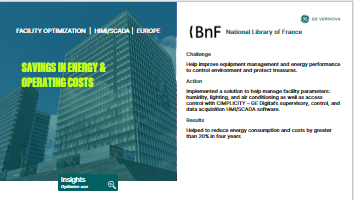 FACILITY OPTIMIZATION | HMI/SCADA | EUROPE
SAVINGS IN ENERGY &
OPERATING COSTS
Insights
Optimize use
GE VERNOVA
(BnF National Library of France
Challenge
Help improve equipment management and energy performance
to control environment and protect treasures.
Action
Implemented a solution to help manage facility parameters:
humidity, lighting, and air conditioning as well as access
control with CIMPLICITY – GE Digital's supervisory, control, and
data acquisition HMI/SCADA software.
Results
Helped to reduce energy consumption and costs by greater
than 20% in four years